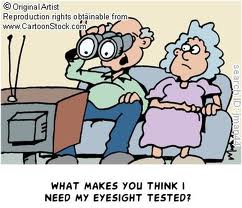 © Original Artist
Reproduction rights obtainable from
www.CartoonStock.com
WHAT MAKES YOU THINK I
NEED MY EYESIGHT TESTED?